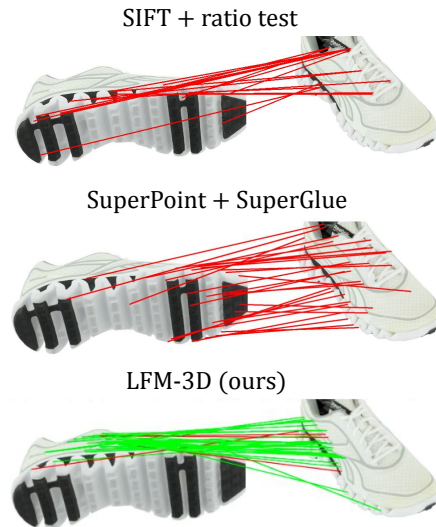 SIFT + ratio test
SuperPoint + SuperGlue
LFM-3D (ours)